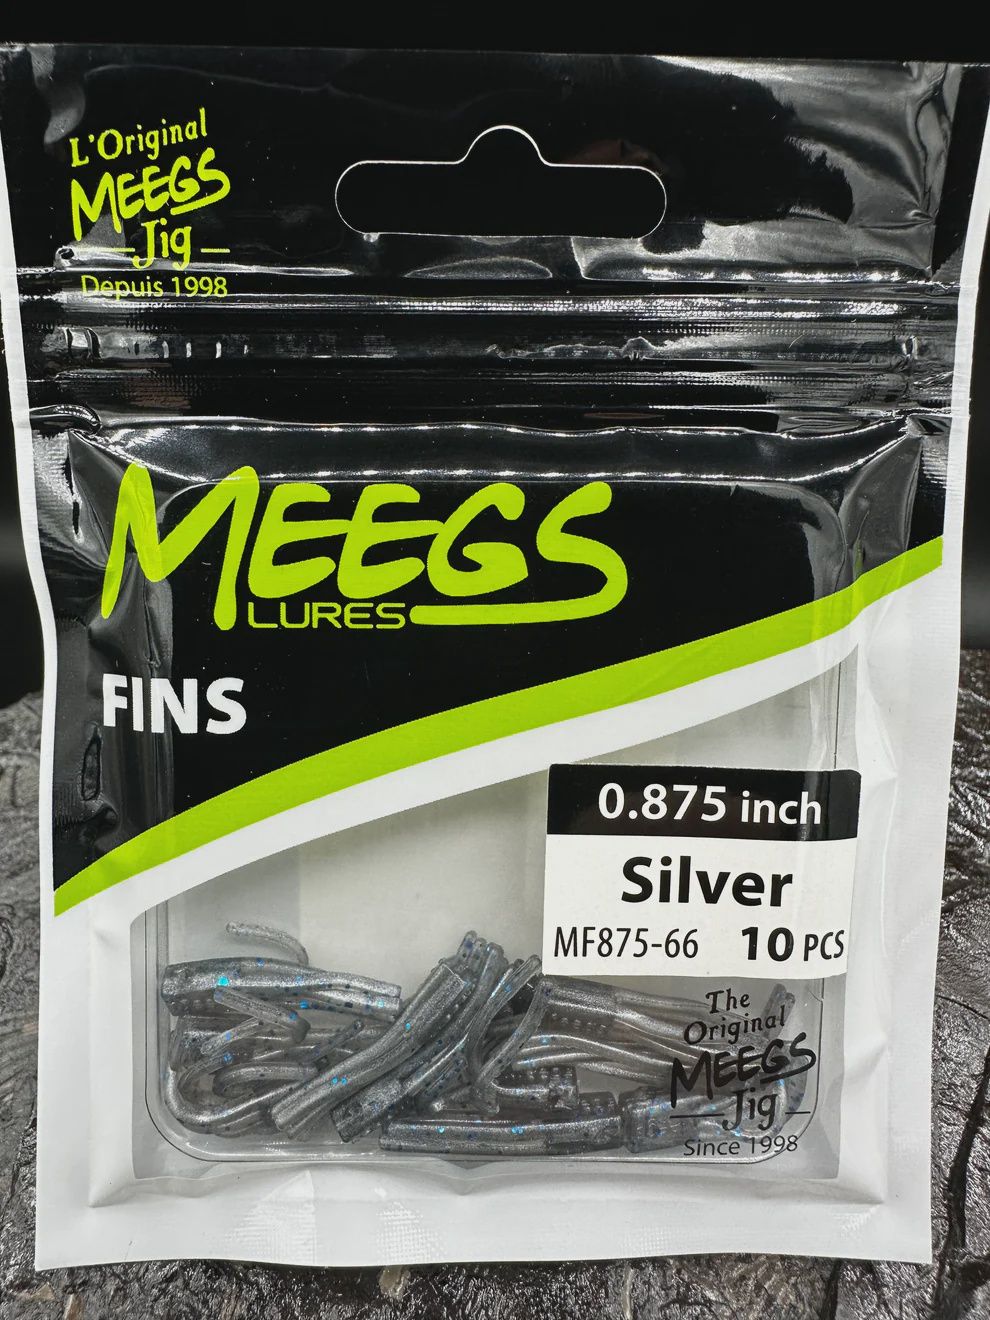 L'Original
MEEGS
Jig
Depuis 1998
MEEGS
LURES
FINS
0.875 inch
Silver
MF875-66 10 PCS
The
Original
MEEGS
Jig
Since 1998